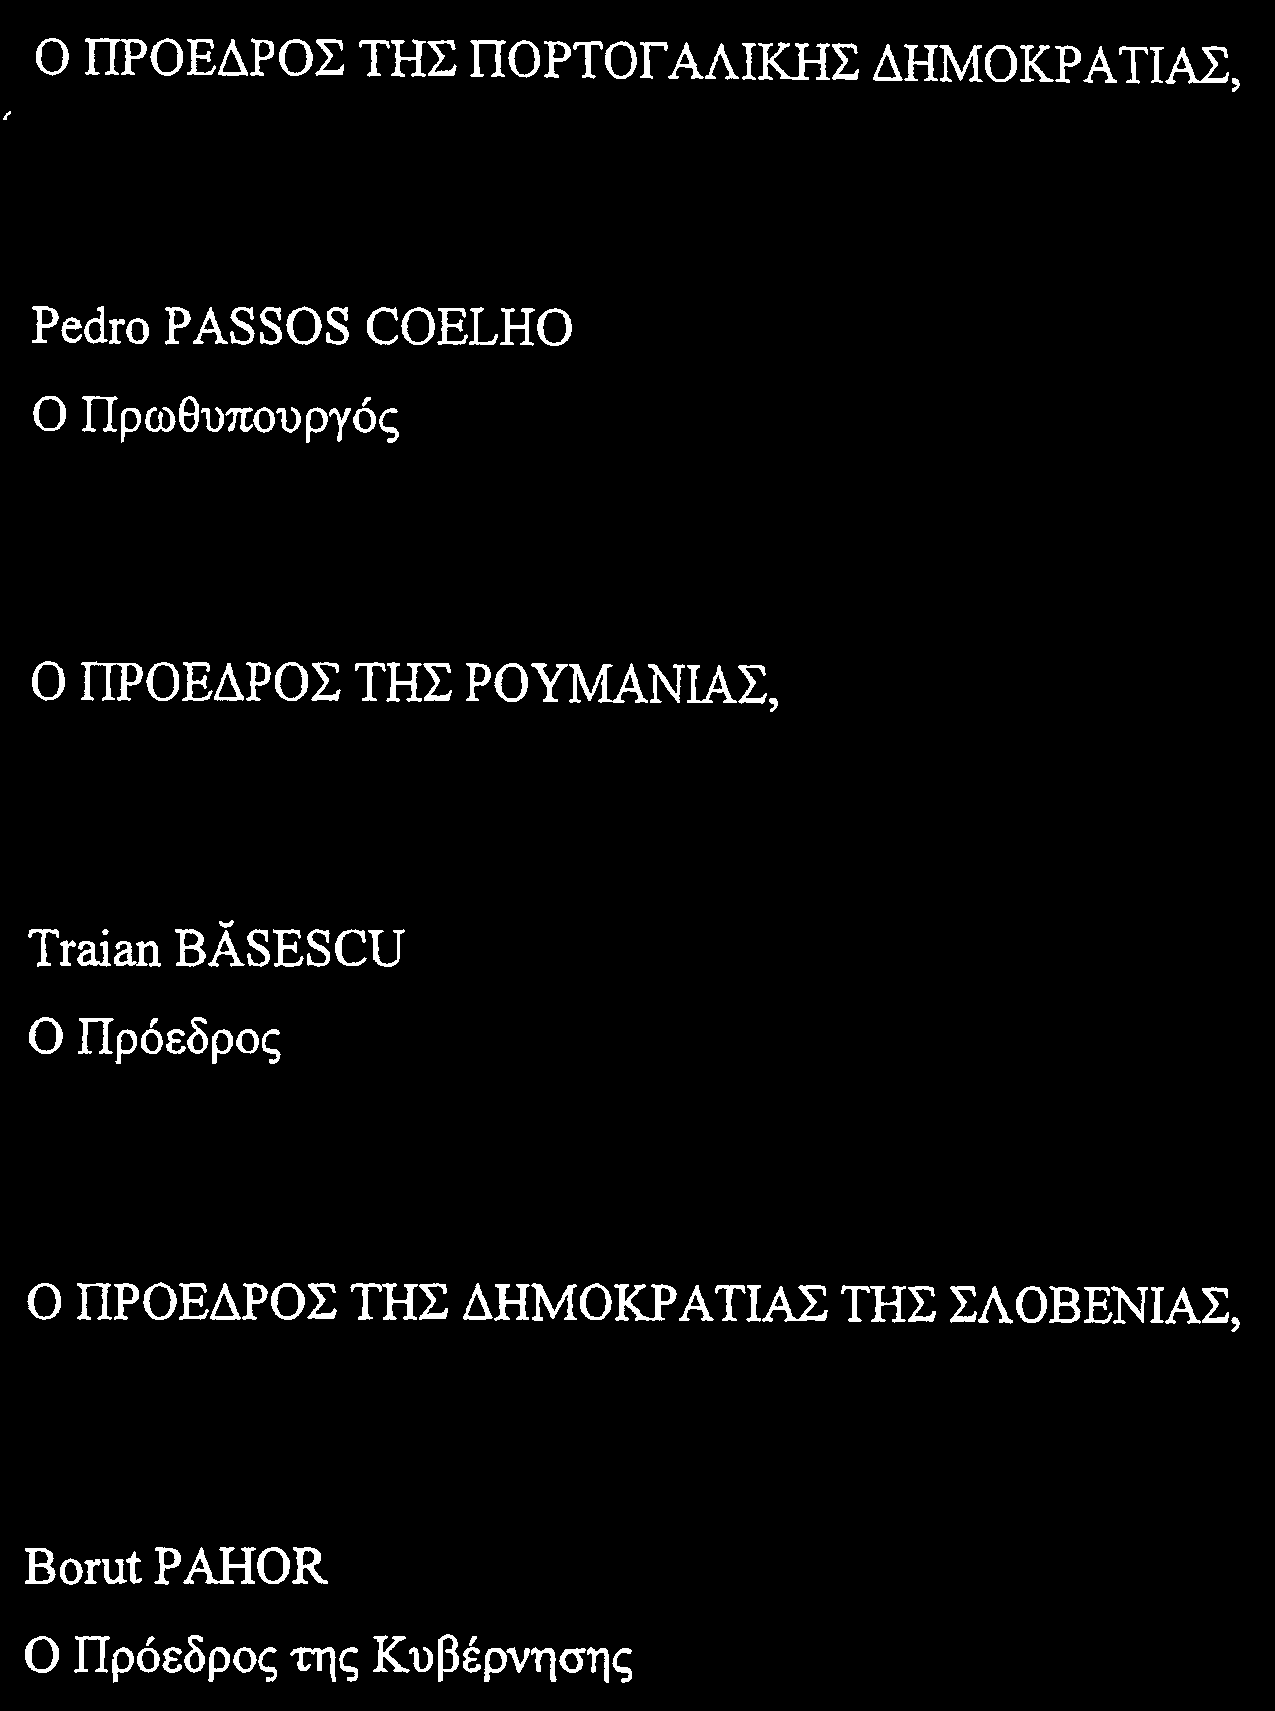 Ο ΠΡΟΕΔΡΟΣ ΤΗΣ ΠΟΡΤΟΓΑΛΙΚΗΣ ΔΗΜΟΚΡΑΤΙΑΣ,
Pedro PASSOS COELHO
Ο Πρωθυπουργός
Ο ΠΡΟΕΔΡΟΣ ΤΗΣ ΡΟΥΜΑΝΙΑΣ,
Traian BĂSESCU
Ο Πρόεδρος
Ο ΠΡΟΕΔΡΟΣ ΤΗΣ ΔΗΜΟΚΡΑΤΙΑΣ ΤΗΣ ΣΛΟΒΕΝΙΑΣ,
Borut PAHOR
Ο Πρόεδρος της Κυβέρνησης